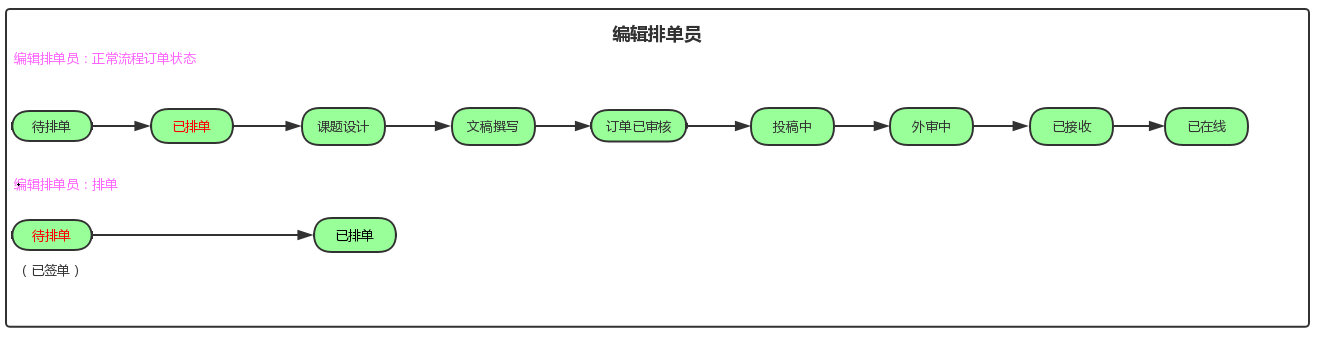 编辑排单员
编辑排单员：正常流程订单状态
待排单 已排单 课题设计 文稿撰写 订单已审核 投稿中 外审中 已接收 已在线
编辑排单员：排单
待排单 已排单
（已签单）